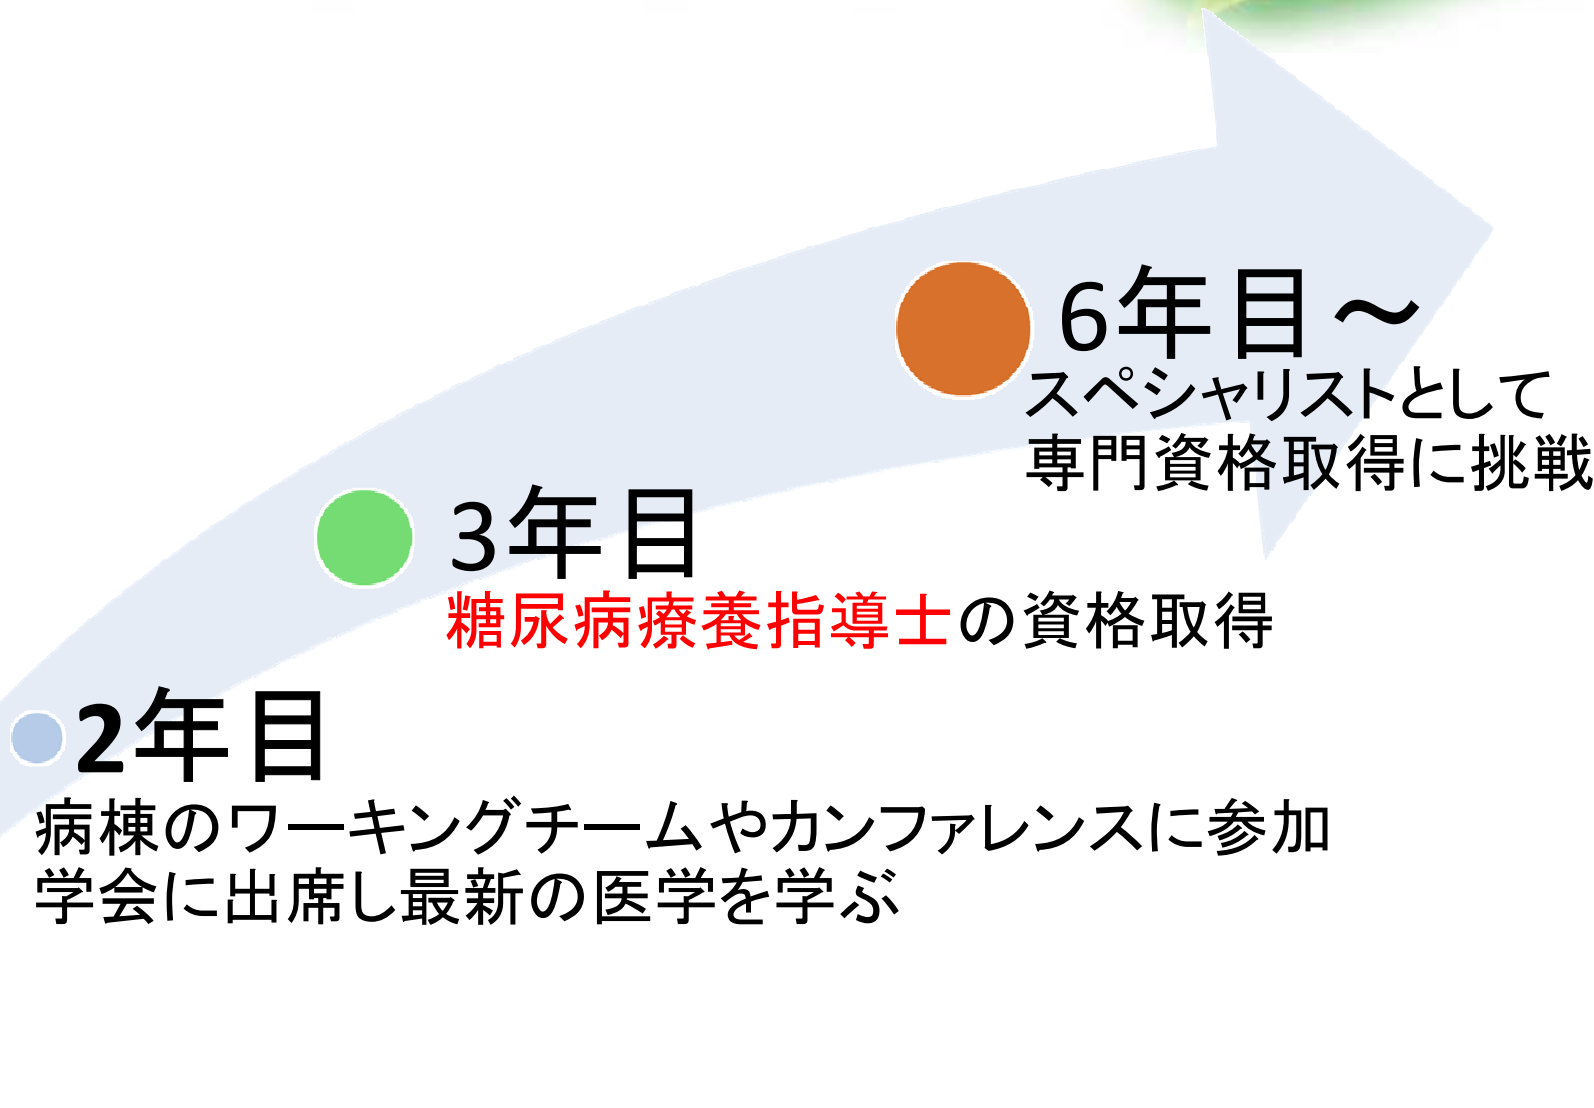 6年目～
スペシャリストとして
専門資格取得に挑戦
3年目
糖尿病療養指導士の資格取得
2年目
病棟のワーキングチームやカンファレンスに参加
学会に出席し最新の医学を学ぶ